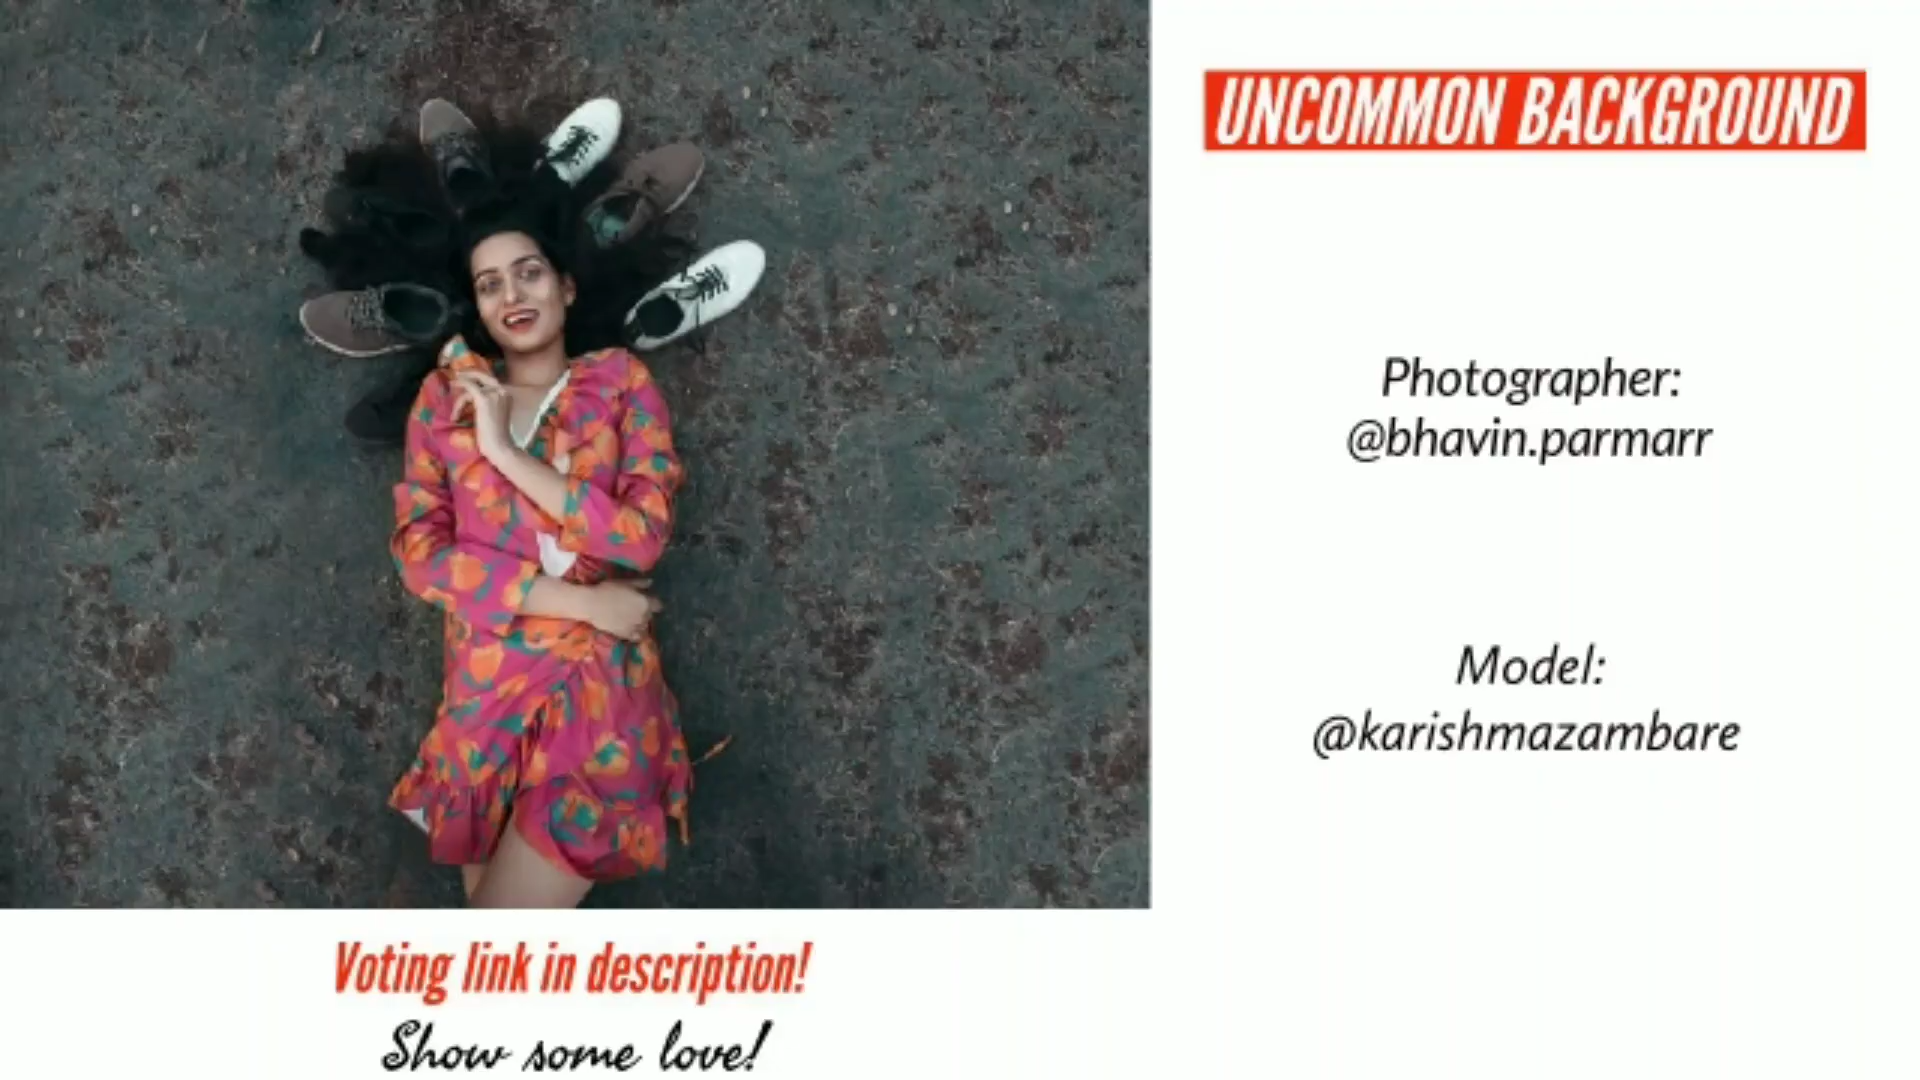 UNCOMMON BACKGROUND
Photographer:
@bhavin.parmarr
Model:
@karishmazambare
Voting link in description!
Show some love!